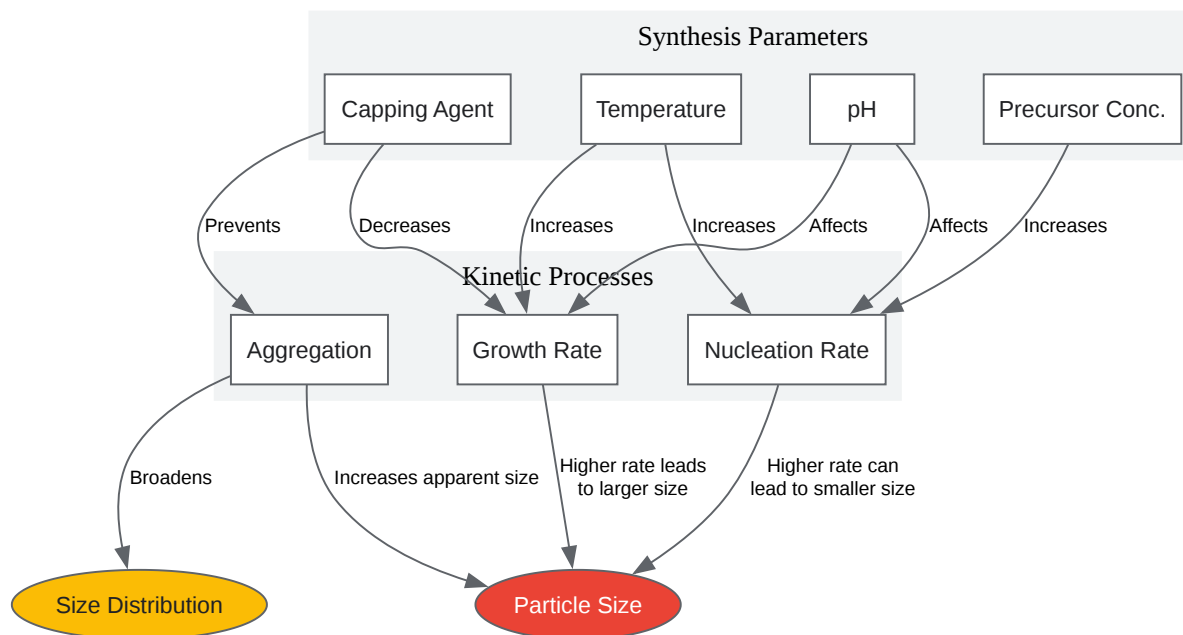 Synthesis Parameters
Capping Agent
Temperature
pH
Precursor Conc.
Prevents
Decreases
Increases
Increases
Affects
Affects
Increases
Kinetic Processes
Aggregation
Growth Rate
Nucleation Rate
Broadens
Increases apparent size
Higher rate leads
to larger size
Higher rate can
lead to smaller size
Size Distribution
Particle Size